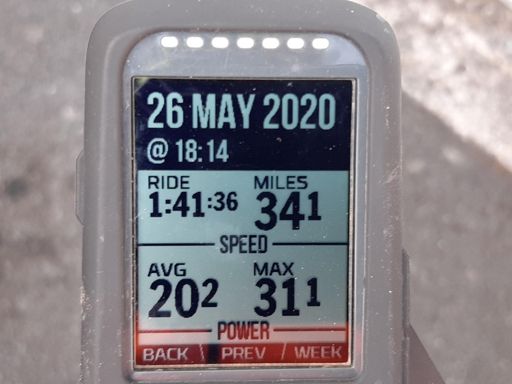 26 MAY 2020
@ 18:14
RIDE MILES
1:41:36 341
SPEED
AVG MAX
202 311
POWER
BACK \ PREV / WEEK